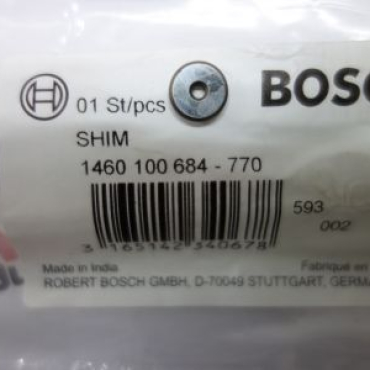 01 St/pcs BOSC
SHIM
1460 100 684 - 770
593
002
3 165142 340678
Made in India Fabriqué en
ROBERT BOSCH GMBH, D-70049 STUTTGART, GERMA